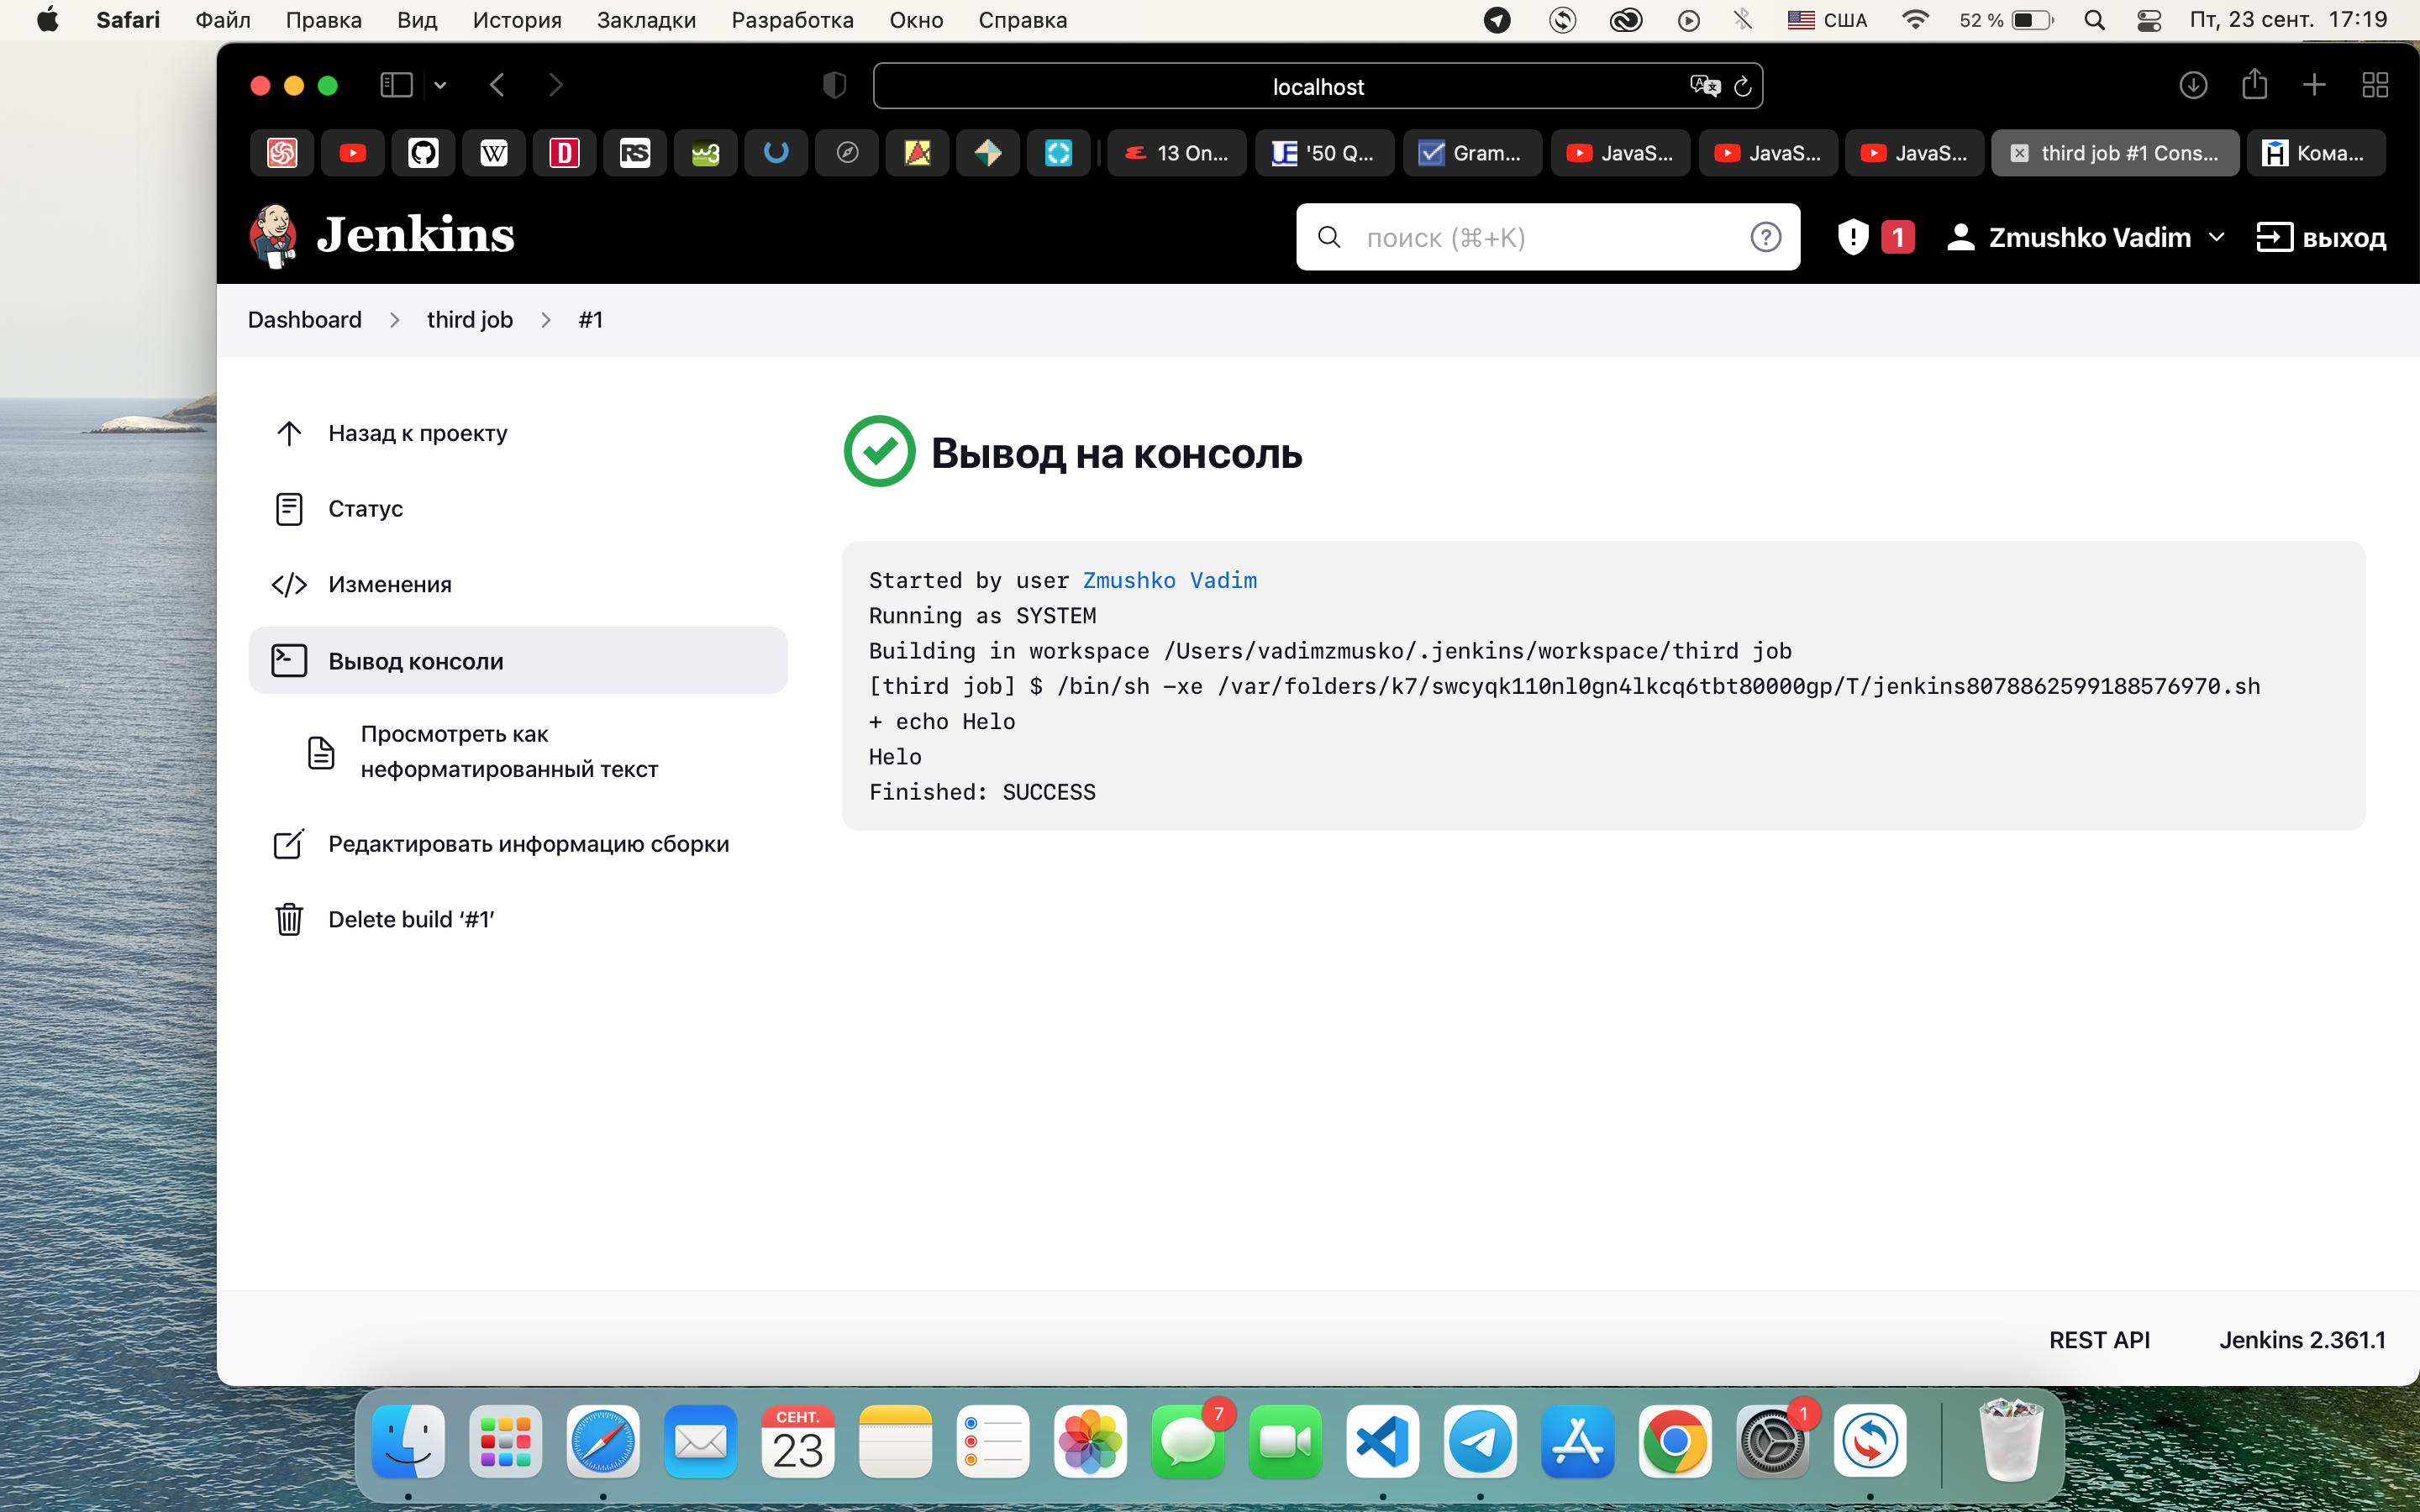 Safari Файл Правка Вид История Закладки Разработка Окно Справка США 52 % Пт, 23 сент. 17:19
localhost
W D RS w3 13 On... JE '50 Q... Gram... JavaS... JavaS... JavaS... third job #1 Cons... H Кома...
Jenkins поиск (⌘+K) 1 Zmushko Vadim выход
Dashboard third job #1
Назад к проекту
Статус
Изменения
Вывод консоли
Просмотреть как
неформатированный текст
Редактировать информацию сборки
Delete build ‘#1’
Вывод на консоль
Started by user Zmushko Vadim
Running as SYSTEM
Building in workspace /Users/vadimzmusko/.jenkins/workspace/third job
[third job] $ /bin/sh -xe /var/folders/k7/swcyqk110nl0gn4lkcq6tbt80000gp/T/jenkins8078862599188576970.sh
+ echo Helo
Helo
Finished: SUCCESS
REST API Jenkins 2.361.1
СЕНТ. 7 1
23